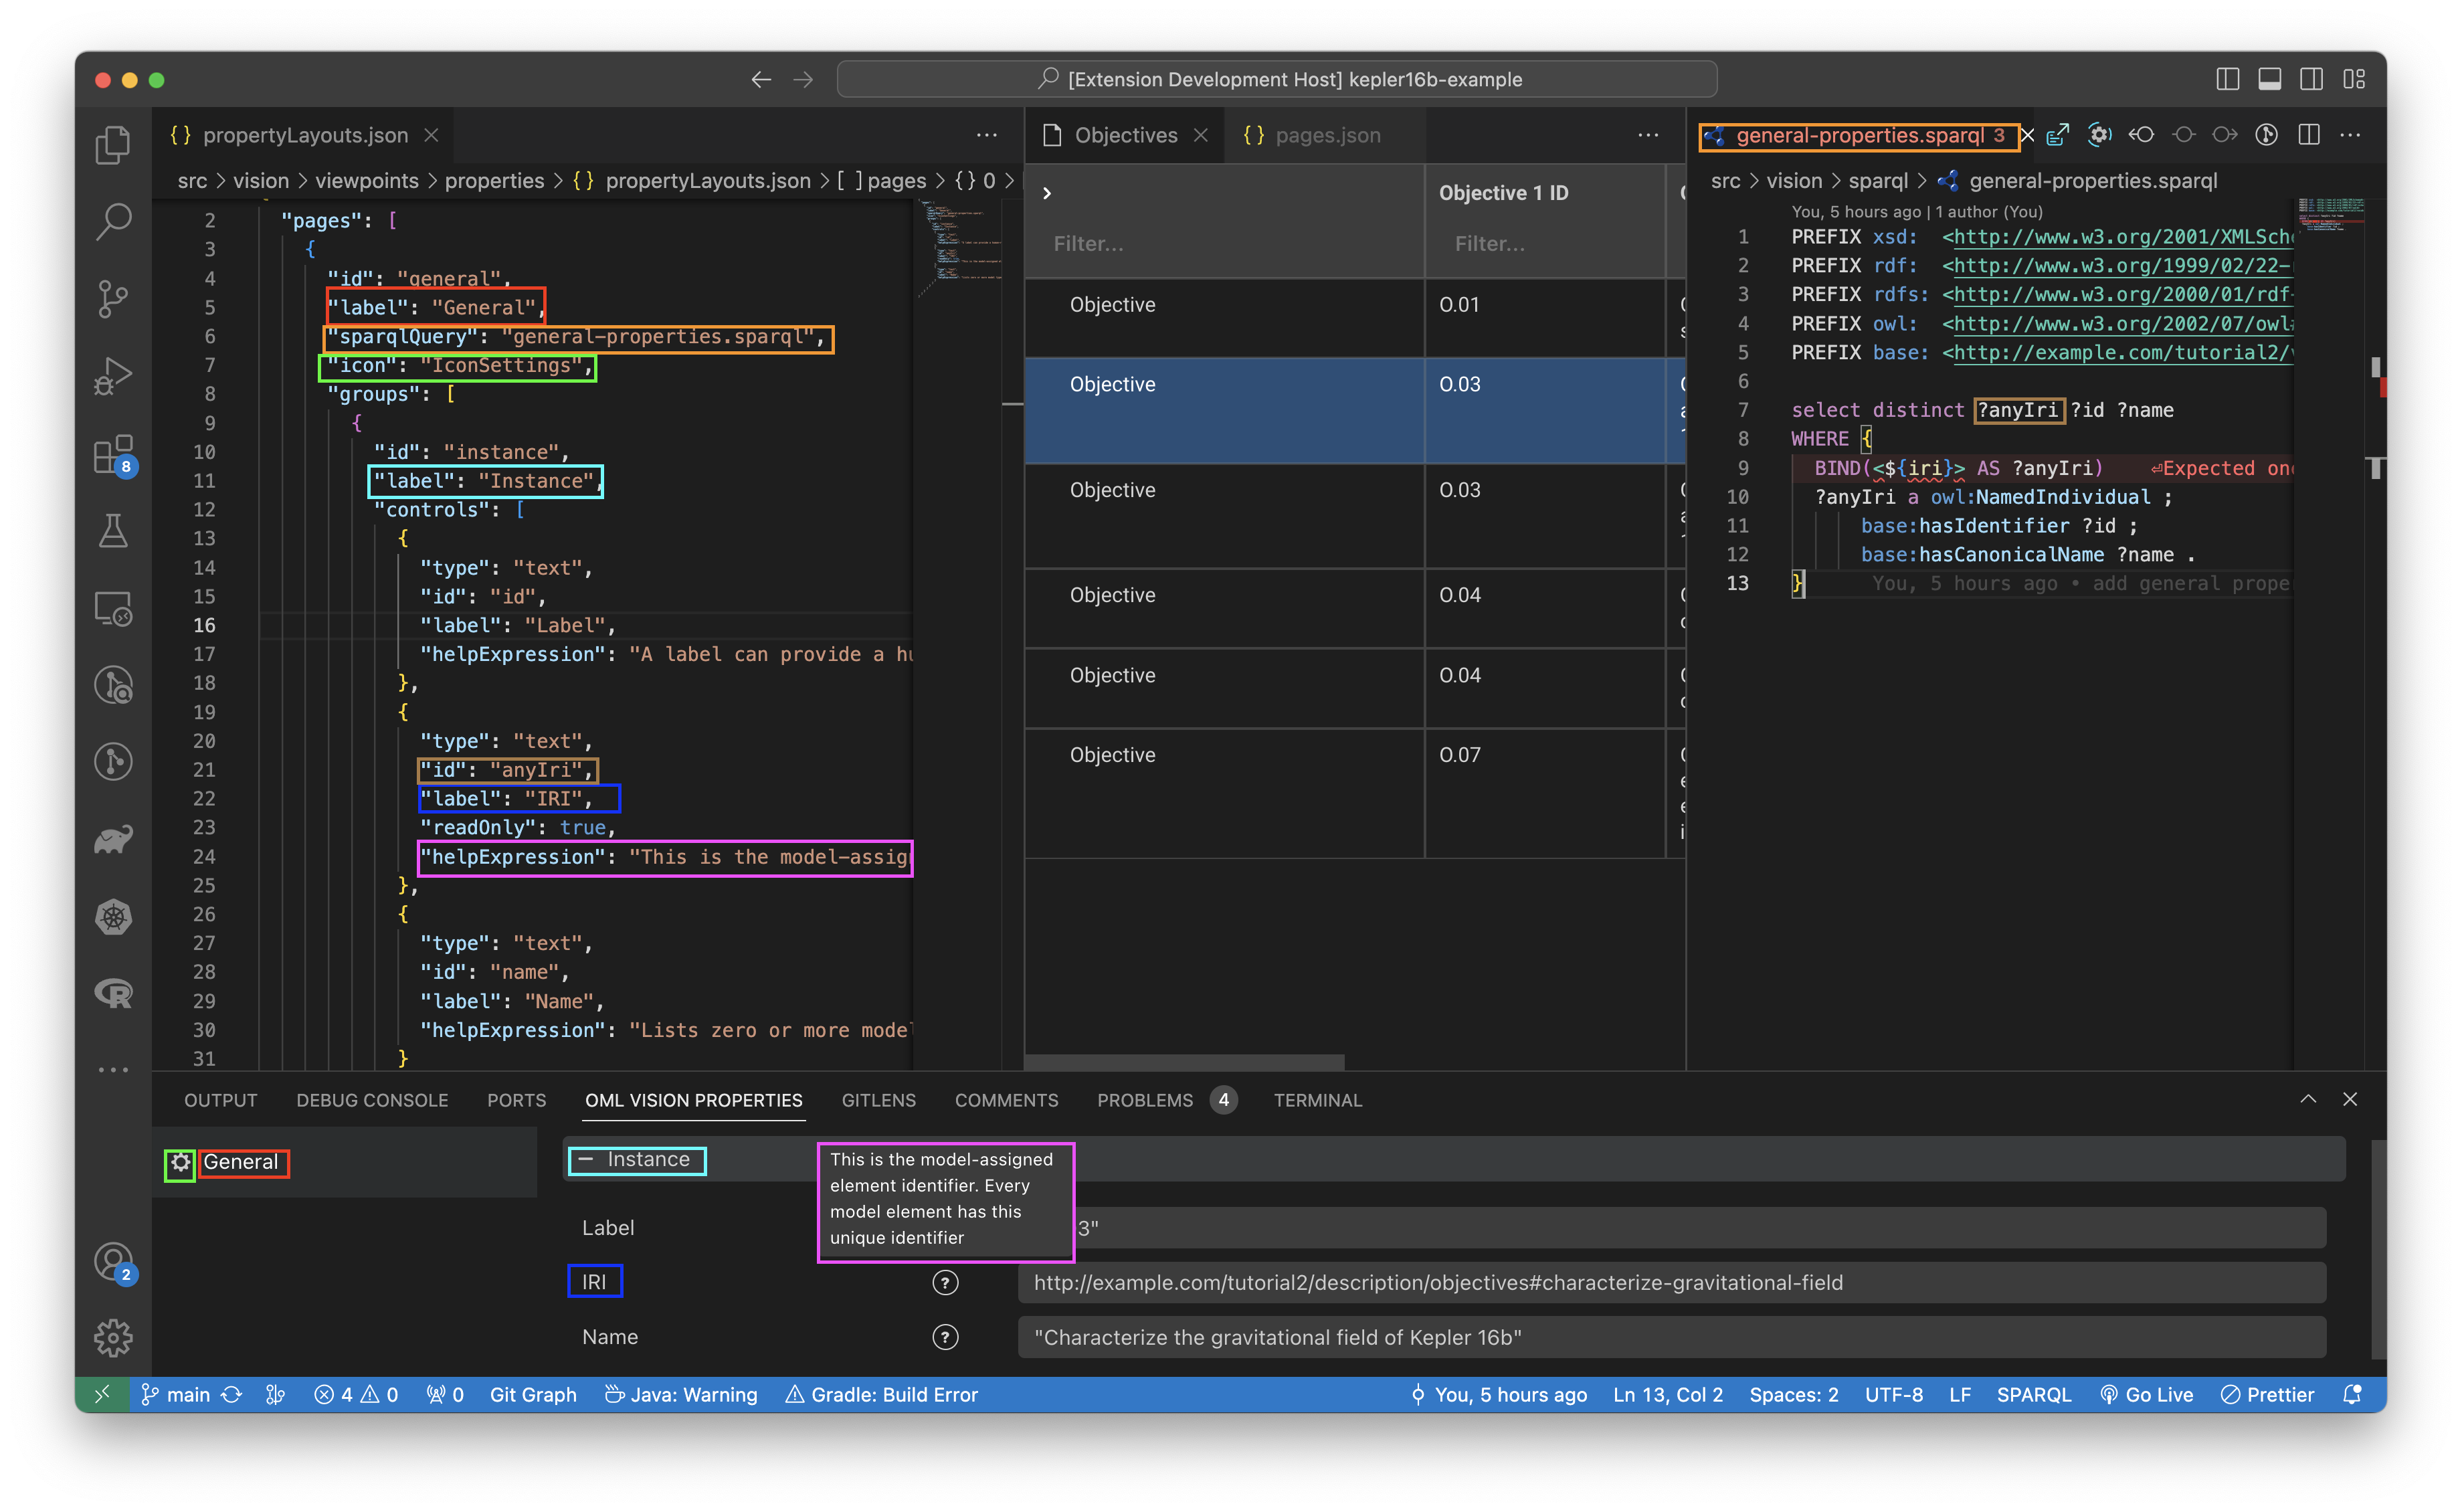 [Extension Development Host] kepler16b-example
{} propertyLayouts.json
src > vision > viewpoints > properties > {} propertyLayouts.json > [ ] pages > {} 0 >
2 "pages": [
3 {
4 "id": "general",
5 "label": "General",
6 "sparqlQuery": "general-properties.sparql",
7 "icon": "IconSettings",
8 "groups": [
9 {
10 "id": "instance",
11 "label": "Instance",
12 "controls": [
13 {
14 "type": "text",
15 "id": "id",
16 "label": "Label",
17 "helpExpression": "A label can provide a hu
18 },
19 {
20 "type": "text",
21 "id": "anyIri",
22 "label": "IRI",
23 "readOnly": true,
24 "helpExpression": "This is the model-assig
25 },
26 {
27 "type": "text",
28 "id": "name",
29 "label": "Name",
30 "helpExpression": "Lists zero or more model
31 }
Objectives
{} pages.json
Objective 1 ID
Filter... Filter...
Objective O.01
Objective O.03
Objective O.03
Objective O.04
Objective O.04
Objective O.07
general-properties.sparql 3
src > vision > sparql > general-properties.sparql
You, 5 hours ago | 1 author (You)
1 PREFIX xsd: <http://www.w3.org/2001/XMLSche
2 PREFIX rdf: <http://www.w3.org/1999/02/22-
3 PREFIX rdfs: <http://www.w3.org/2000/01/rdf-
4 PREFIX owl: <http://www.w3.org/2002/07/owl#
5 PREFIX base: <http://example.com/tutorial2/v
6
7 select distinct ?anyIri ?id ?name
8 WHERE {
9 BIND(<${iri}> AS ?anyIri) Expected one
10 ?anyIri a owl:NamedIndividual ;
11 base:hasIdentifier ?id ;
12 base:hasCanonicalName ?name .
13 } You, 5 hours ago • add general prope
OUTPUT DEBUG CONSOLE PORTS OML VISION PROPERTIES GITLENS COMMENTS PROBLEMS 4 TERMINAL
8
2
General
— Instance
This is the model-assigned
element identifier. Every
model element has this
unique identifier
Label 3"
IRI ? http://example.com/tutorial2/description/objectives#characterize-gravitational-field
Name ? "Characterize the gravitational field of Kepler 16b"
main 4 0 0 Git Graph Java: Warning Gradle: Build Error You, 5 hours ago Ln 13, Col 2 Spaces: 2 UTF-8 LF SPARQL Go Live Prettier